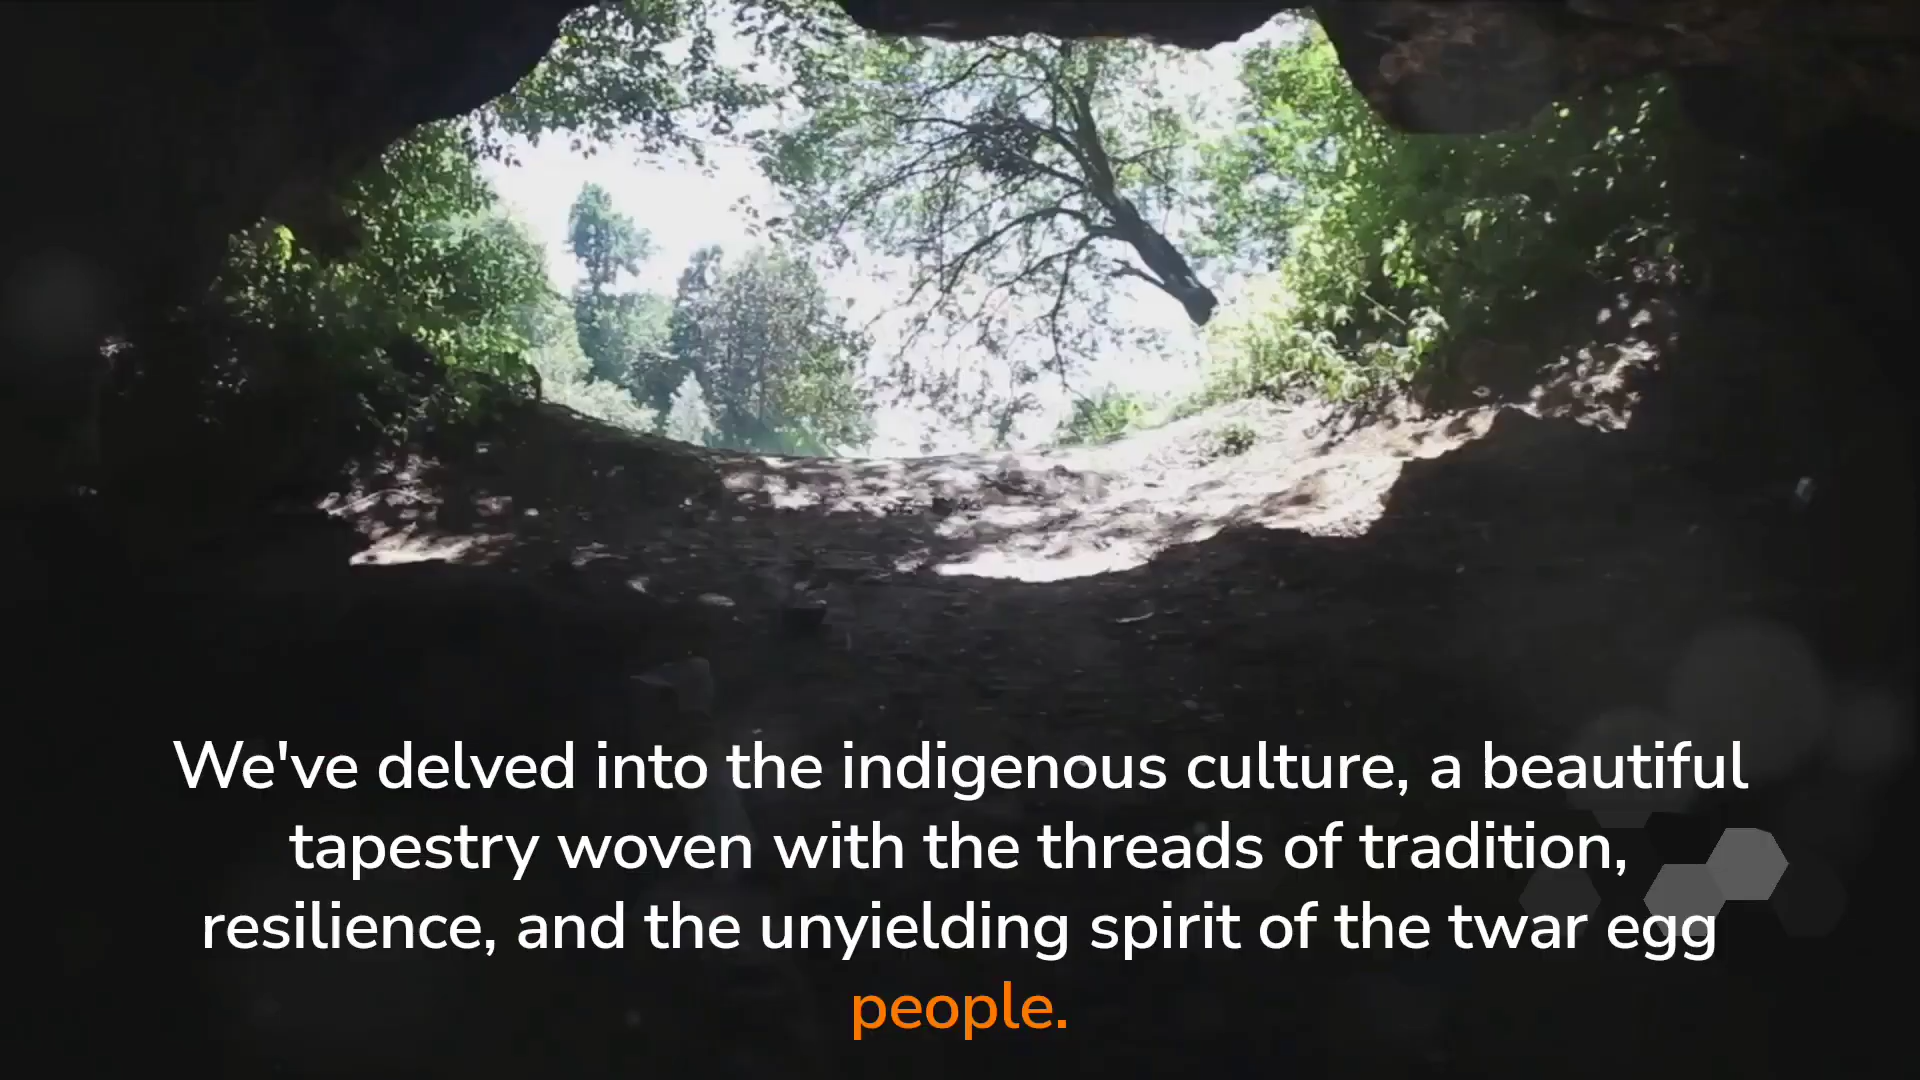 We've delved into the indigenous culture, a beautiful
tapestry woven with the threads of tradition,
resilience, and the unyielding spirit of the twar egg
people.